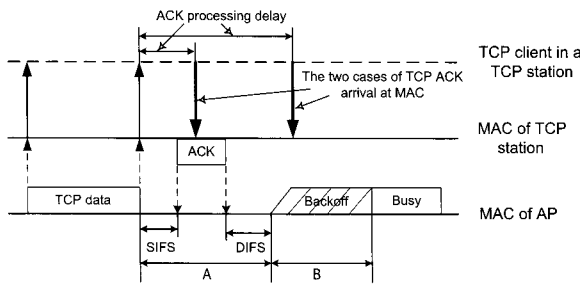 ACK processing delay
TCP client in a
TCP station
The two cases of TCP ACK
arrival at MAC
MAC of TCP
station
ACK
TCP data
Backoff
Busy
MAC of AP
SIFS
DIFS
A
B